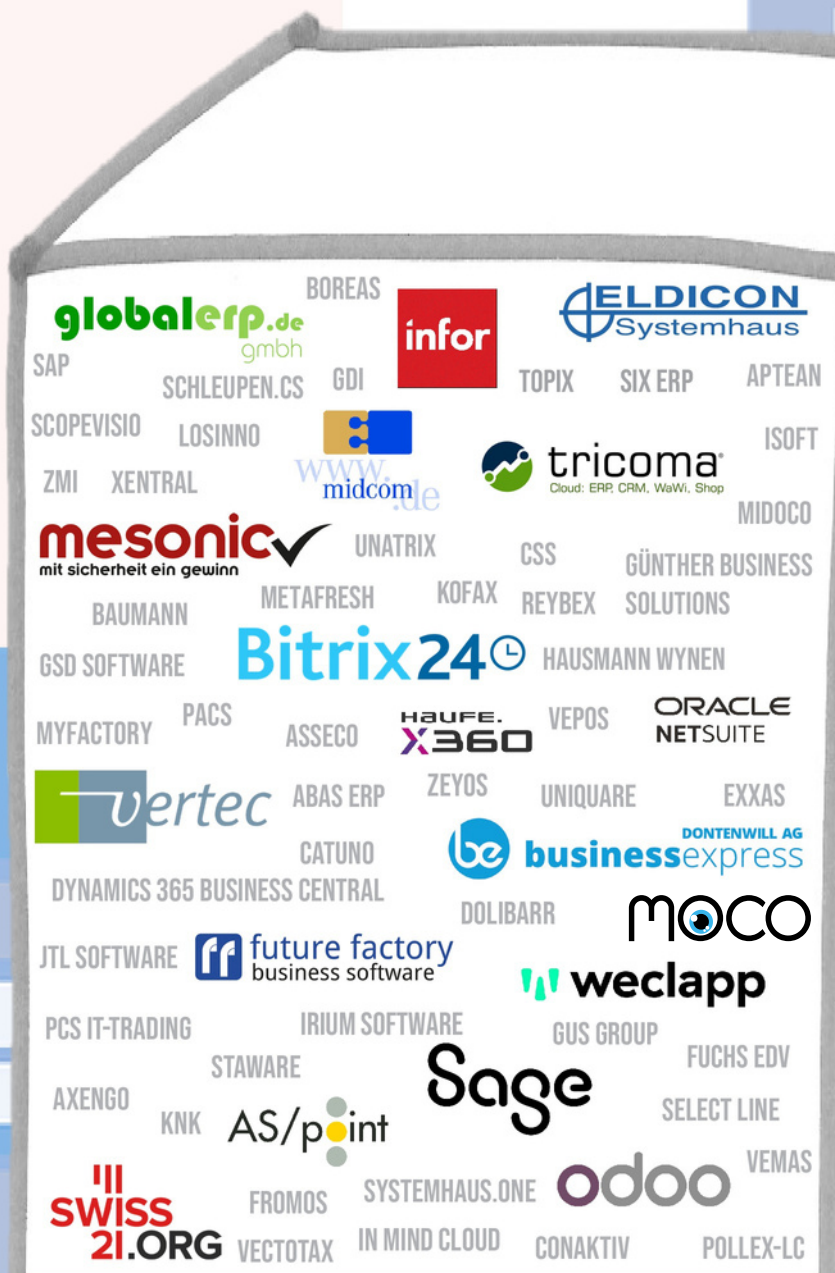 BOREAS
globalerp.de
gmbh
infor
ELDICON
Systemhaus
SAP
SCHLEUPEN.CS
GDI
TOPIX
SIX ERP
APTEAN
SCOPEVISIO
LOSINNO
www.
midcom
.de
tricoma
Cloud: ERP, CRM, WaWi, Shop
ISOFT
ZMI
XENTRAL
MIDOCO
mesonic
mit sicherheit ein gewinn
UNATRIX
CSS
GÜNTHER BUSINESS
SOLUTIONS
BAUMANN
METAFRESH
KOFAX
REYBEX
GSD SOFTWARE
Bitrix24
HAUSMANN WYNEN
MYFACTORY
PACS
ASSECO
HAUFE.
X360
VEPOS
ORACLE
NETSUITE
vertec
ABAS ERP
ZEYOS
UNIQUARE
EXXAS
CATUNO
be
DONTENWILL AG
businessexpress
DYNAMICS 365 BUSINESS CENTRAL
DOLIBARR
MOCO
JTL SOFTWARE
ff future factory
business software
weclapp
PCS IT-TRADING
IRIUM SOFTWARE
GUS GROUP
STAWARE
Sage
FUCHS EDV
AXENGO
KNK
AS/point
SELECT LINE
SWISS
21.ORG
FROMOS
SYSTEMHAUS.ONE
odoo
VEMAS
VECTOTAX
IN MIND CLOUD
CONAKTIV
POLLEX-LC